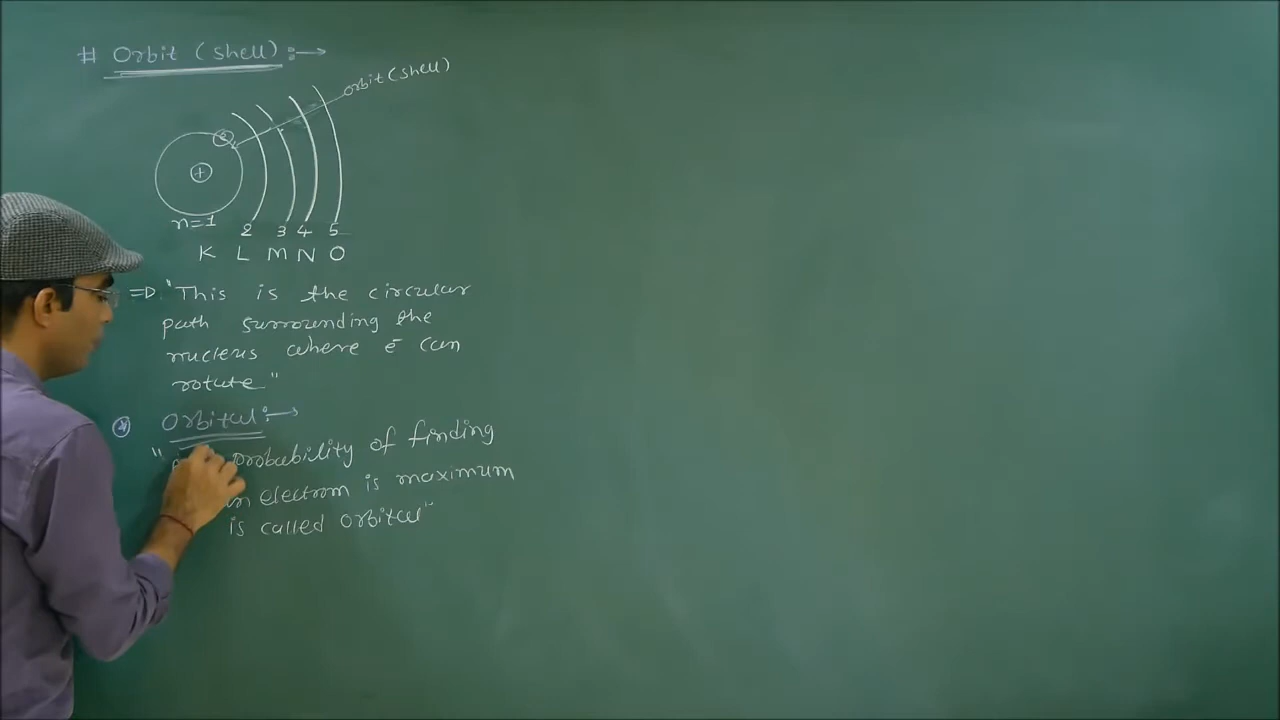 # Orbit (Shell) :→
orbit (shell)
e
+
n=1 2 3 4 5
K L M N O
⇒ "This is the circular
path surrounding the
nucleus where e̅ can
rotate"
Orbital :→
" probability of finding
an electron is maximum
is called orbital"